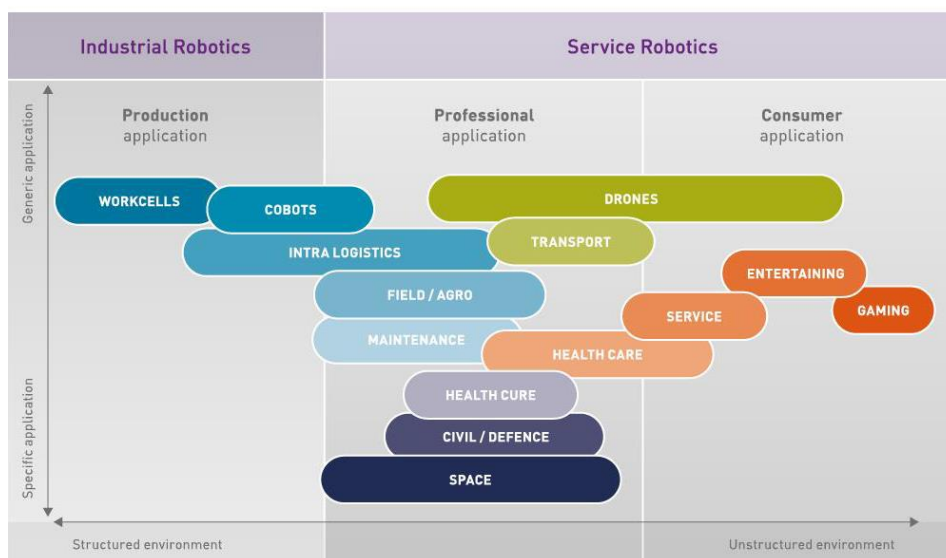 Industrial Robotics
Service Robotics
Generic application
Specific application
Production
application
Professional
application
Consumer
application
WORKCELLS
COBOTS
DRONES
INTRA LOGISTICS
TRANSPORT
ENTERTAINING
FIELD / AGRO
GAMING
SERVICE
MAINTENANCE
HEALTH CARE
HEALTH CURE
CIVIL / DEFENCE
SPACE
Structured environment
Unstructured environment